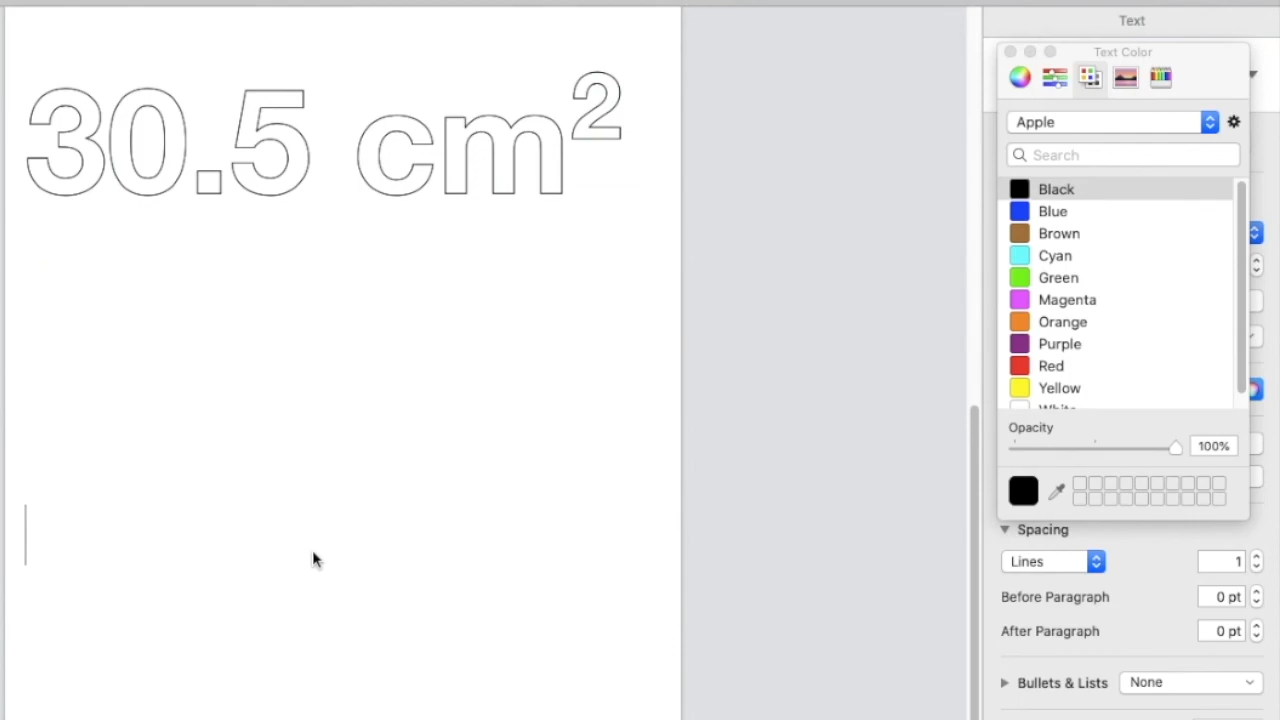 Text
30.5 cm²
Text Color
Apple
Search
Black
Blue
Brown
Cyan
Green
Magenta
Orange
Purple
Red
Yellow
White
Opacity
100%
Spacing
Lines 1
Before Paragraph 0 pt
After Paragraph 0 pt
Bullets & Lists None